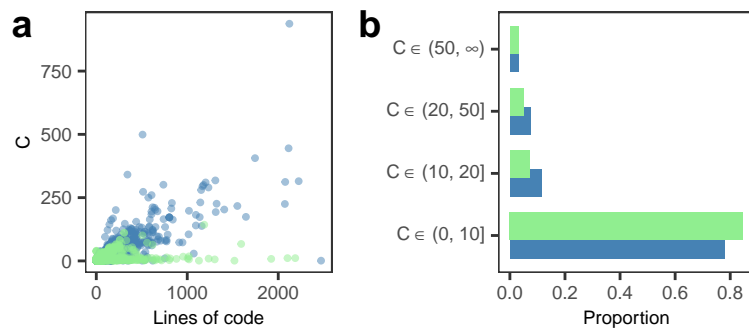 a
C
750
500
250
0
0
1000
2000
Lines of code
b
C ∈ (50, ∞)
C ∈ (20, 50]
C ∈ (10, 20]
C ∈ (0, 10]
0.0
0.2
0.4
0.6
0.8
Proportion